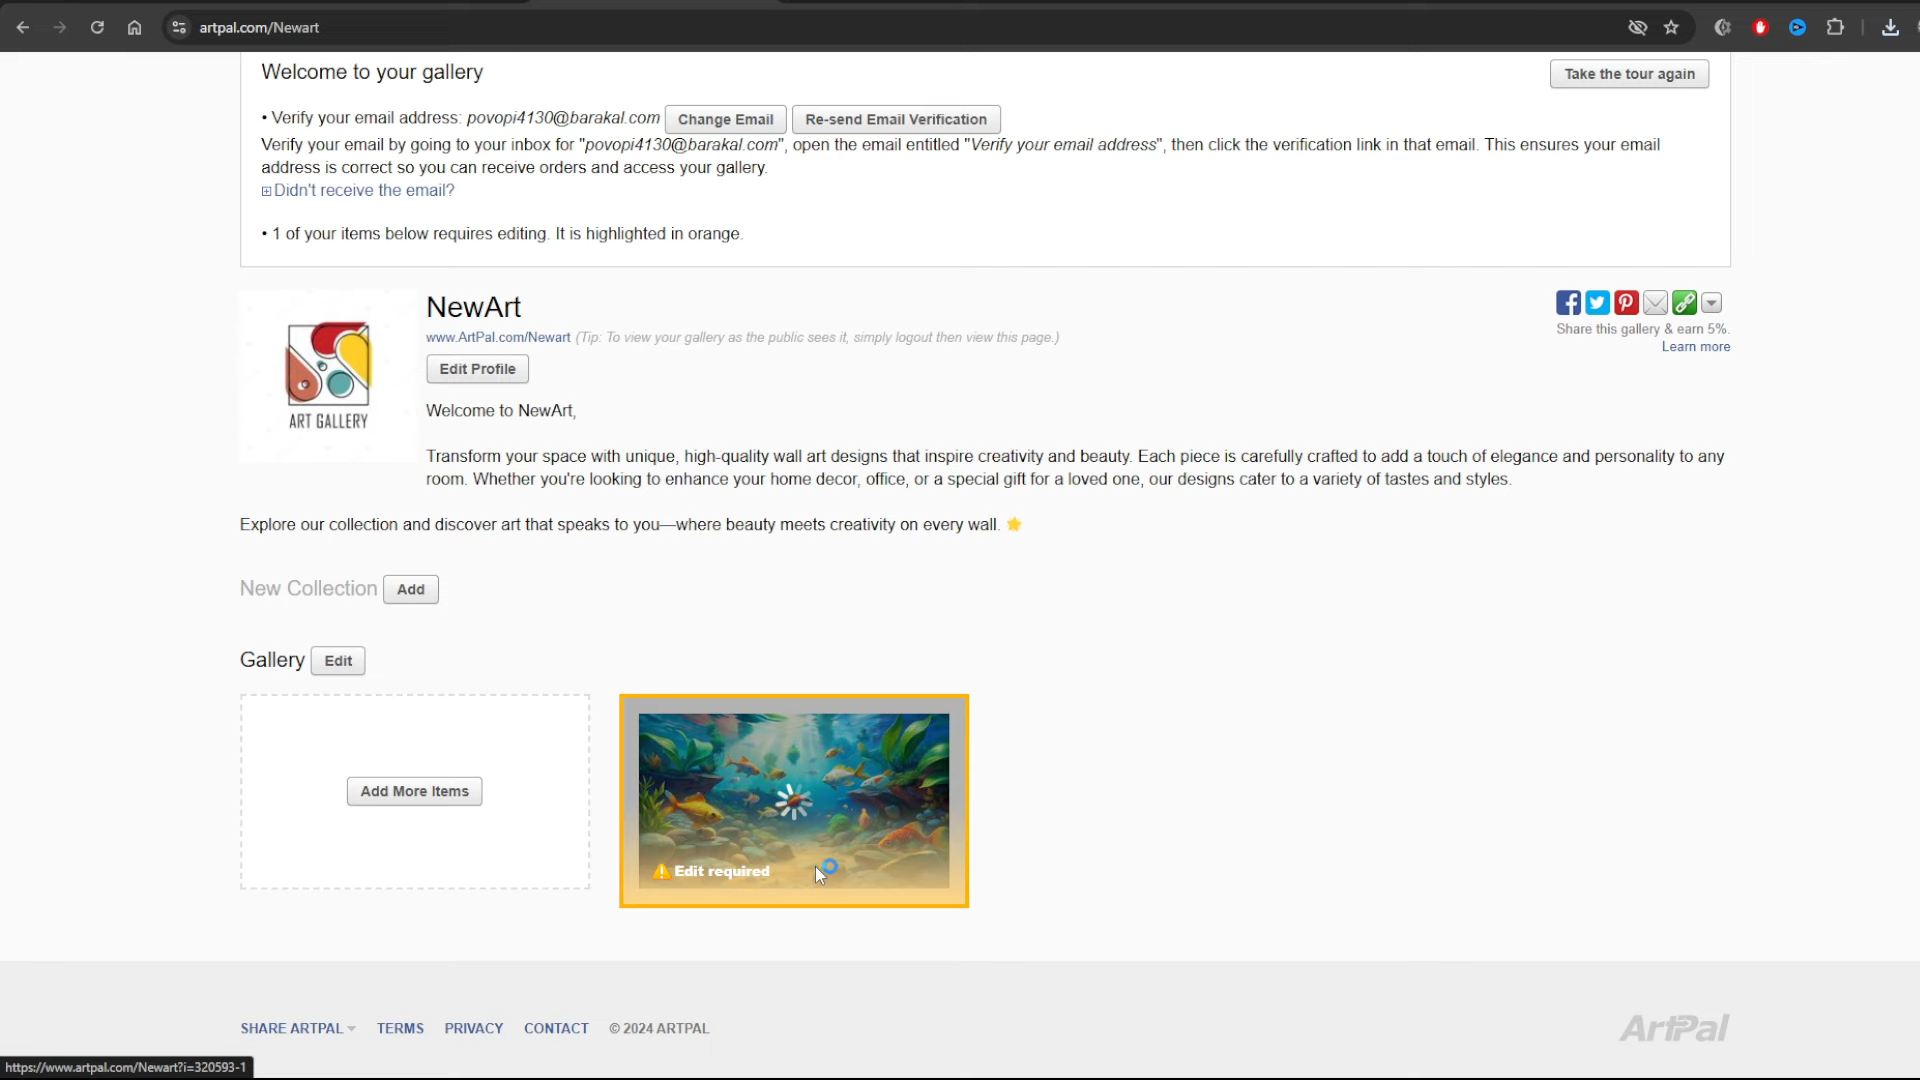 artpal.com/Newart
Welcome to your gallery
Take the tour again
• Verify your email address: povopi4130@barakal.com Change Email Re-send Email Verification
Verify your email by going to your inbox for "povopi4130@barakal.com", open the email entitled "Verify your email address", then click the verification link in that email. This ensures your email
address is correct so you can receive orders and access your gallery.
Didn't receive the email?
• 1 of your items below requires editing. It is highlighted in orange.
ART GALLERY
NewArt
www.ArtPal.com/Newart (Tip: To view your gallery as the public sees it, simply logout then view this page.)
Share this gallery & earn 5%.
Learn more
Edit Profile
Welcome to NewArt,
Transform your space with unique, high-quality wall art designs that inspire creativity and beauty. Each piece is carefully crafted to add a touch of elegance and personality to any
room. Whether you're looking to enhance your home decor, office, or a special gift for a loved one, our designs cater to a variety of tastes and styles.
Explore our collection and discover art that speaks to you—where beauty meets creativity on every wall. 🌟
New Collection Add
Gallery Edit
Add More Items
Edit required
SHARE ARTPAL TERMS PRIVACY CONTACT © 2024 ARTPAL
ArtPal
https://www.artpal.com/Newart?i=320593-1